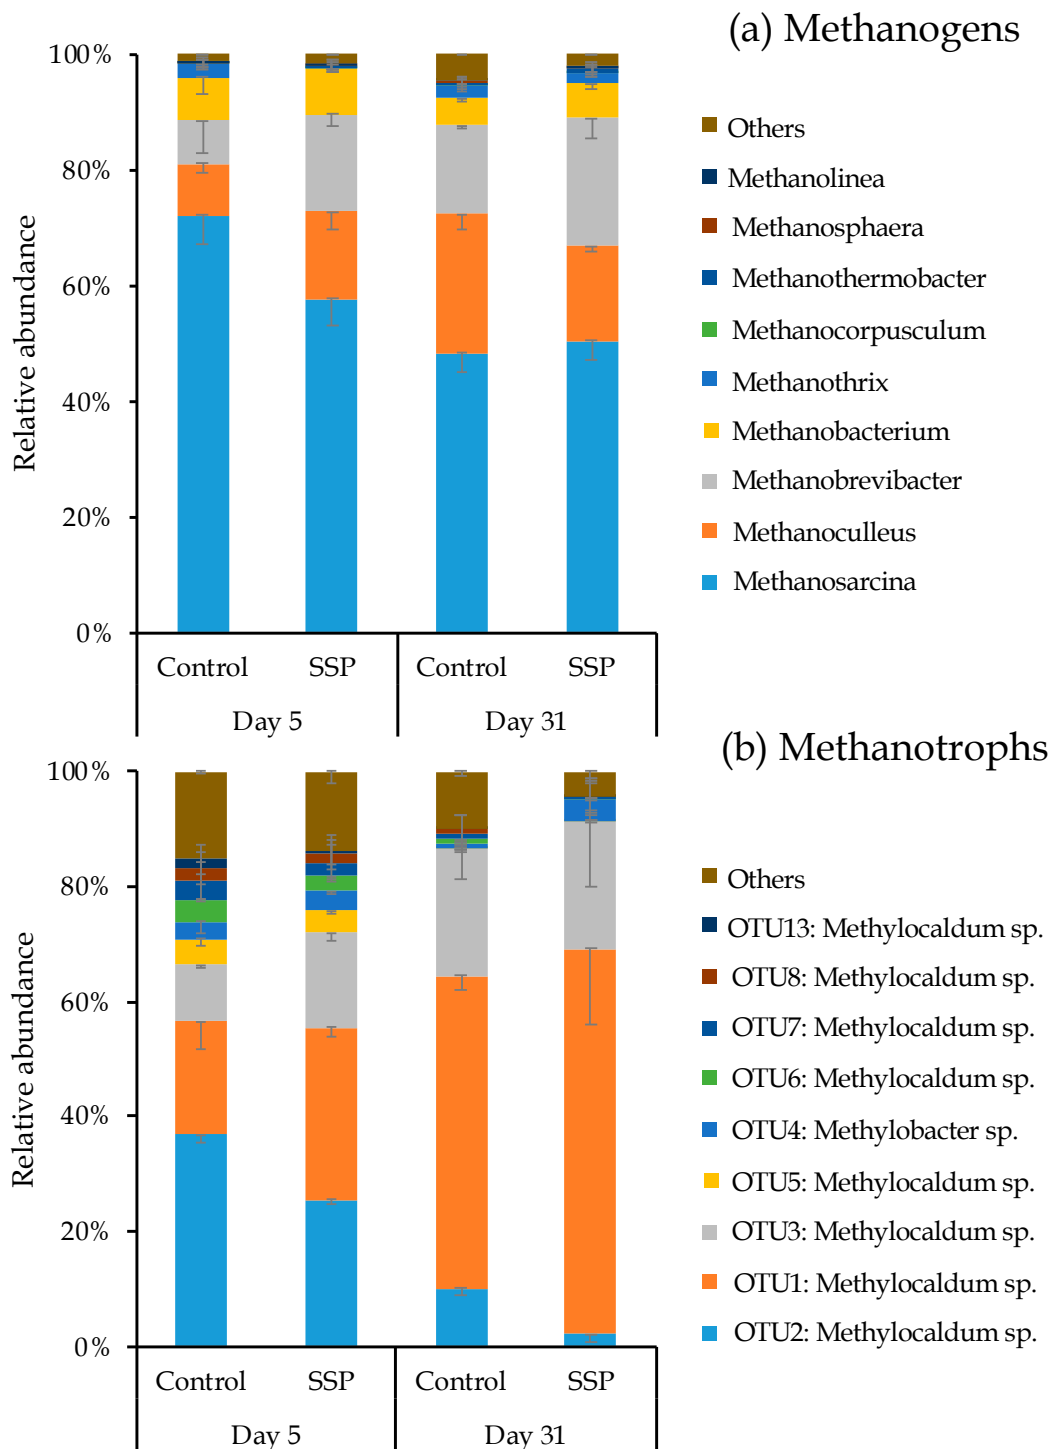 (a) Methanogens
100%
80%
60%
40%
20%
0%
Relative abundance
Others
Methanolinea
Methanosphaera
Methanothermobacter
Methanocorpusculum
Methanothrix
Methanobacterium
Methanobrevibacter
Methanoculleus
Methanosarcina
Control SSP Control SSP
Day 5 Day 31
(b) Methanotrophs
100%
80%
60%
40%
20%
0%
Relative abundance
Others
OTU13: Methylocaldum sp.
OTU8: Methylocaldum sp.
OTU7: Methylocaldum sp.
OTU6: Methylocaldum sp.
OTU4: Methylobacter sp.
OTU5: Methylocaldum sp.
OTU3: Methylocaldum sp.
OTU1: Methylocaldum sp.
OTU2: Methylocaldum sp.
Control SSP Control SSP
Day 5 Day 31